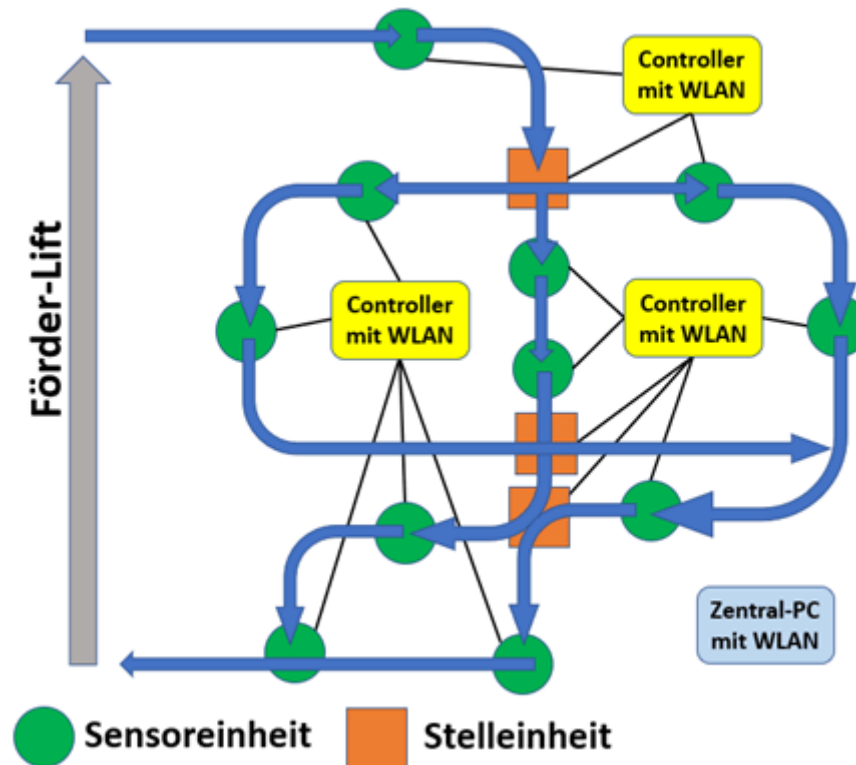 Controller
mit WLAN
Förder-Lift
Controller
mit WLAN
Controller
mit WLAN
Zentral-PC
mit WLAN
Sensoreinheit
Stelleinheit